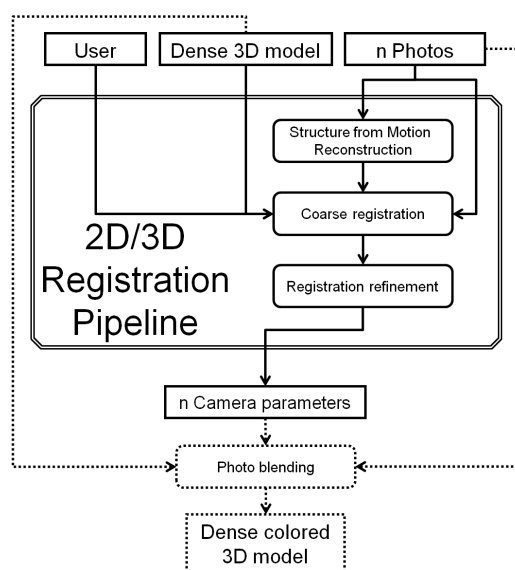 User
Dense 3D model
n Photos
Structure from Motion
Reconstruction
Coarse registration
2D/3D
Registration
Pipeline
Registration refinement
n Camera parameters
Photo blending
Dense colored
3D model